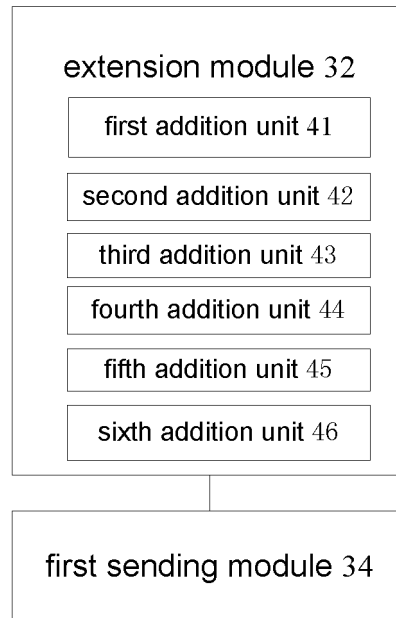 extension module 32
first addition unit 41
second addition unit 42
third addition unit 43
fourth addition unit 44
fifth addition unit 45
sixth addition unit 46
first sending module 34